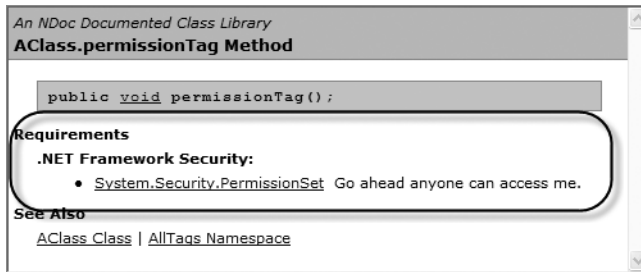 An NDoc Documented Class Library
AClass.permissionTag Method
public void permissionTag();
Requirements
.NET Framework Security:
• System.Security.PermissionSet Go ahead anyone can access me.
See Also
AClass Class | AllTags Namespace